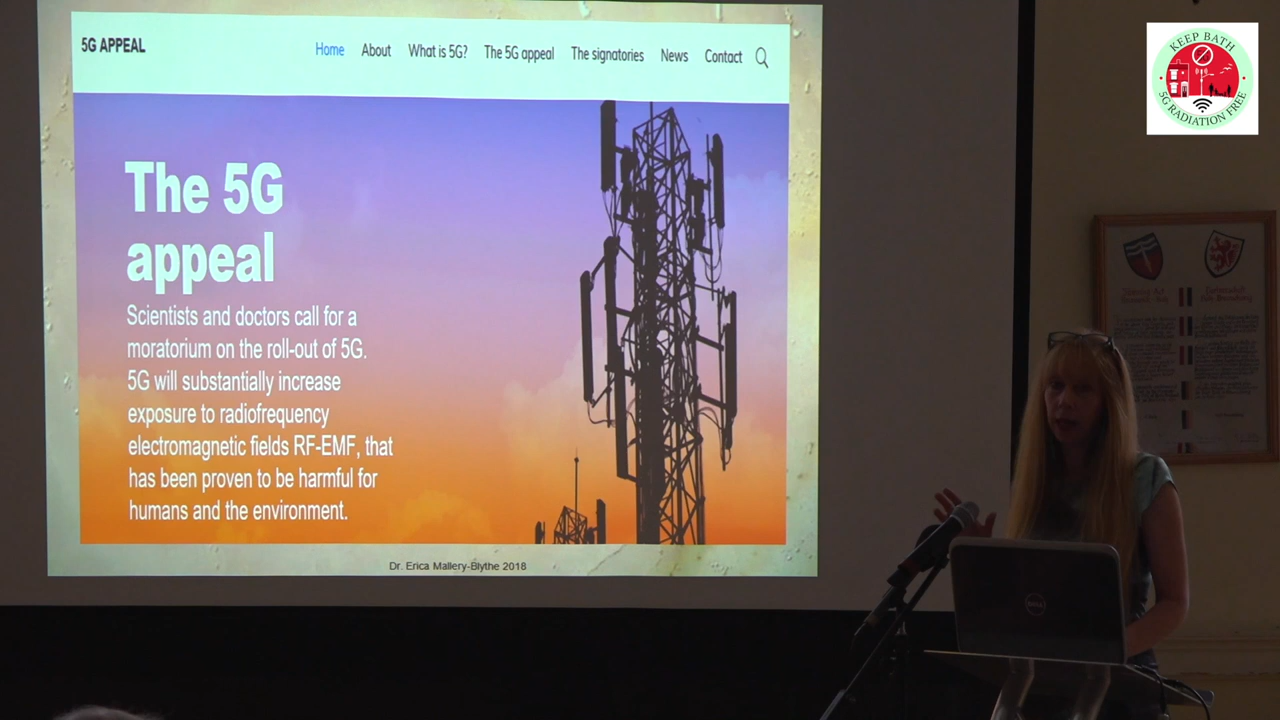 5G APPEAL
Home About What is 5G? The 5G appeal The signatories News Contact
The 5G
appeal
Scientists and doctors call for a
moratorium on the roll-out of 5G.
5G will substantially increase
exposure to radiofrequency
electromagnetic fields RF-EMF, that
has been proven to be harmful for
humans and the environment.
Dr. Erica Mallery-Blythe 2018
KEEP BATH
5G RADIATION FREE
DELL